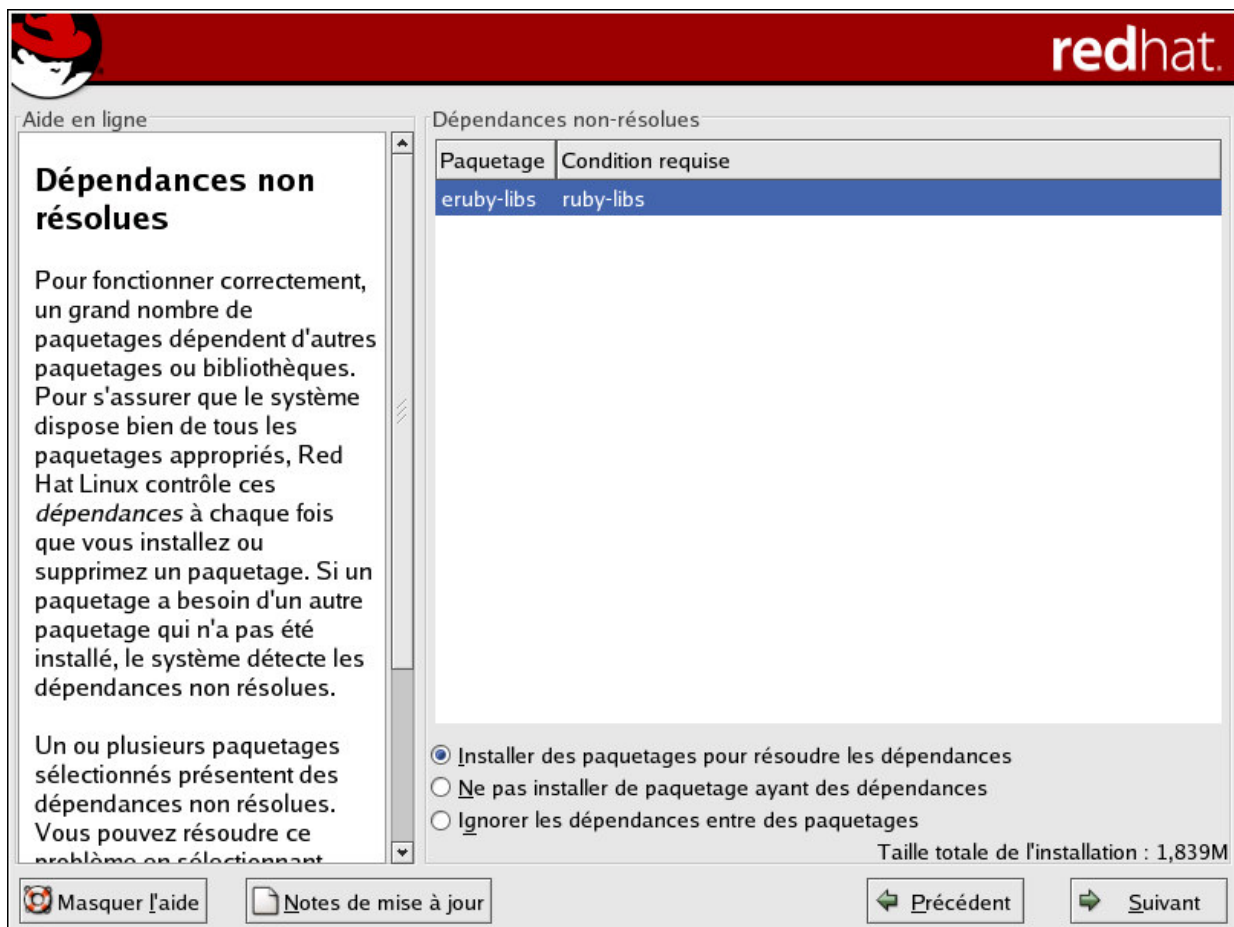 redhat.
Aide en ligne
Dépendances non
résolues
Pour fonctionner correctement,
un grand nombre de
paquetages dépendent d'autres
paquetages ou bibliothèques.
Pour s'assurer que le système
dispose bien de tous les
paquetages appropriés, Red
Hat Linux contrôle ces
dépendances à chaque fois
que vous installez ou
supprimez un paquetage. Si un
paquetage a besoin d'un autre
paquetage qui n'a pas été
installé, le système détecte les
dépendances non résolues.
Un ou plusieurs paquetages
sélectionnés présentent des
dépendances non résolues.
Vous pouvez résoudre ce
problème en sélectionnant
Dépendances non-résolues
Paquetage Condition requise
eruby-libs ruby-libs
Installer des paquetages pour résoudre les dépendances
Ne pas installer de paquetage ayant des dépendances
Ignorer les dépendances entre des paquetages
Taille totale de l'installation : 1,839M
Masquer l'aide Notes de mise à jour Précédent Suivant